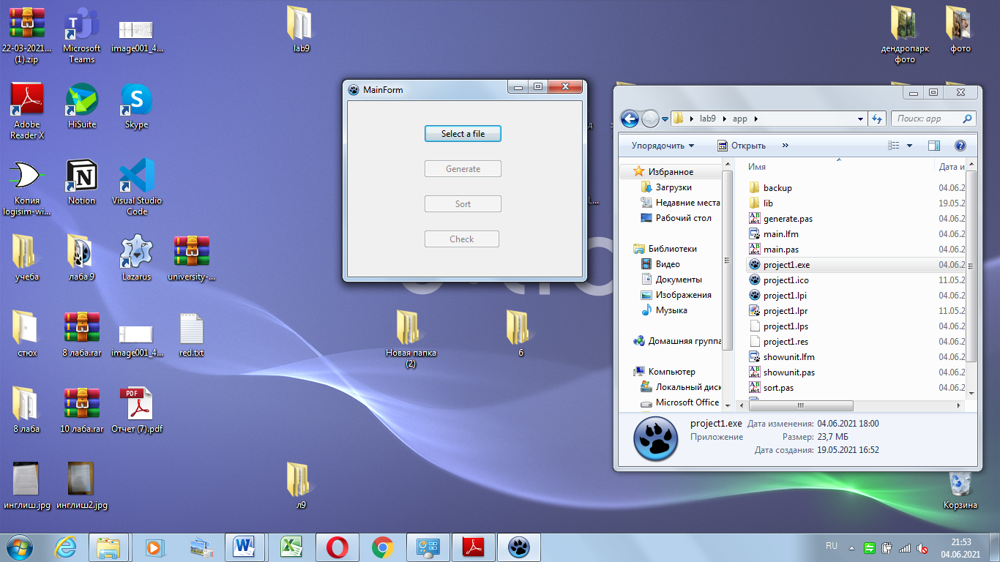 22-03-2021...
(1).zip
Microsoft
Teams
image001_4...
lab9
дендропарк
фото
фото
Adobe
Reader X
HiSuite
Skype
Копия
logisim-wi...
Notion
Visual Studio
Code
учеба
лаба 9
Lazarus
university-...
стюх
8 лаба.rar
image001_4...
red.txt
Новая папка
(2)
б
8 лаба
10 лаба.rar
Отчет (7).pdf
PDF
инглиш.jpg
инглиш2.jpg
л9
Корзина
MainForm
Select a file
Generate
Sort
Check
lab9
app
Поиск: app
Упорядочить
Открыть
»
Избранное
Загрузки
Недавние места
Рабочий стол
Библиотеки
Видео
Документы
Изображения
Музыка
Домашняя группа
Компьютер
Локальный диск
Microsoft Office
Имя
Дата и
backup 04.06.2
lib 19.05.2
generate.pas 04.06.2
main.lfm 04.06.2
main.pas 04.06.2
project1.exe 04.06.2
project1.ico 11.05.2
project1.lpi 04.06.2
project1.lpr 11.05.2
project1.lps 04.06.2
project1.res 04.06.2
showunit.lfm 04.06.2
showunit.pas 04.06.2
sort.pas 04.06.2
project1.exe Дата изменения: 04.06.2021 18:00
Приложение Размер: 23,7 МБ
Дата создания: 19.05.2021 16:52
RU
21:53
04.06.2021